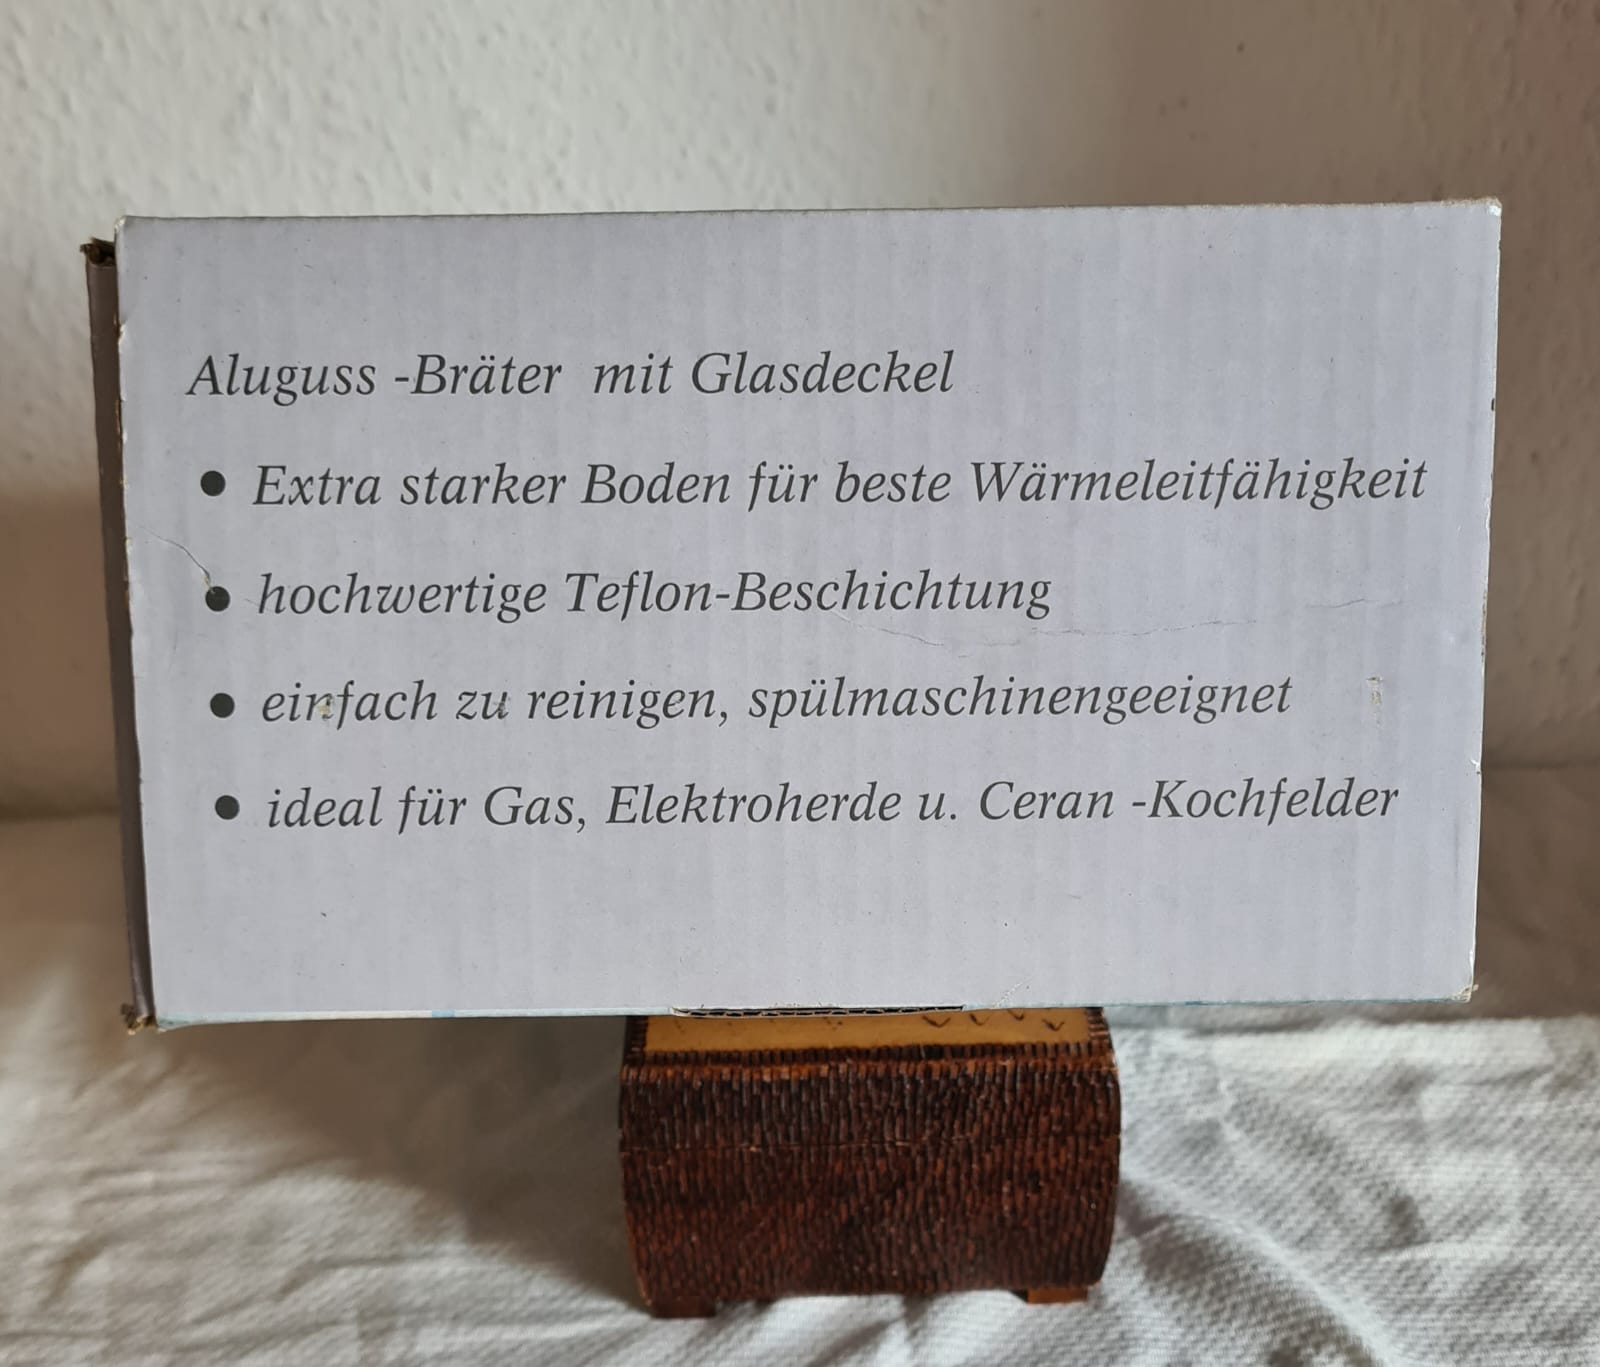 Aluguss -Bräter mit Glasdeckel
● Extra starker Boden für beste Wärmeleitfähigkeit
● hochwertige Teflon-Beschichtung
● einfach zu reinigen, spülmaschinengeeignet
● ideal für Gas, Elektroherde u. Ceran -Kochfelder